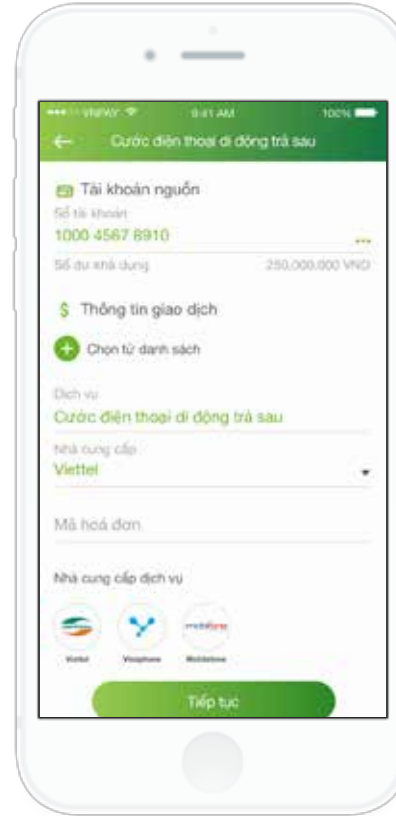 VNPAY 9:41 AM 100%
Cước điện thoại di động trả sau
Tài khoản nguồn
Số tài khoản
1000 4567 8910
Số dư khả dụng 250,000,000 VND
Thông tin giao dịch
Chọn từ danh sách
Dịch vụ
Cước điện thoại di động trả sau
Nhà cung cấp
Viettel
Mã hoá đơn
Nhà cung cấp dịch vụ
mobifone
Viettel Vinaphone Mobifone
Tiếp tục